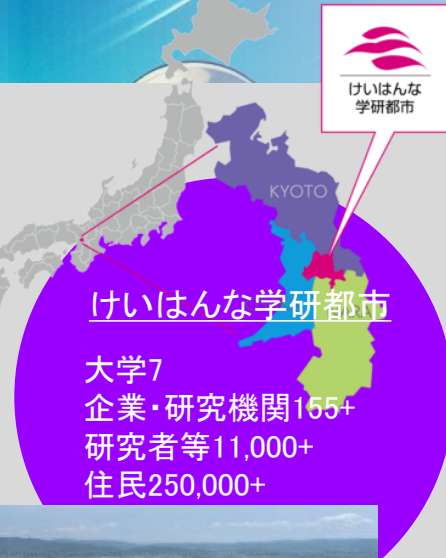 けいはんな
学研都市
KYOTO
けいはんな学研都市
大学7
企業・研究機関155+
研究者等11,000+
住民250,000+